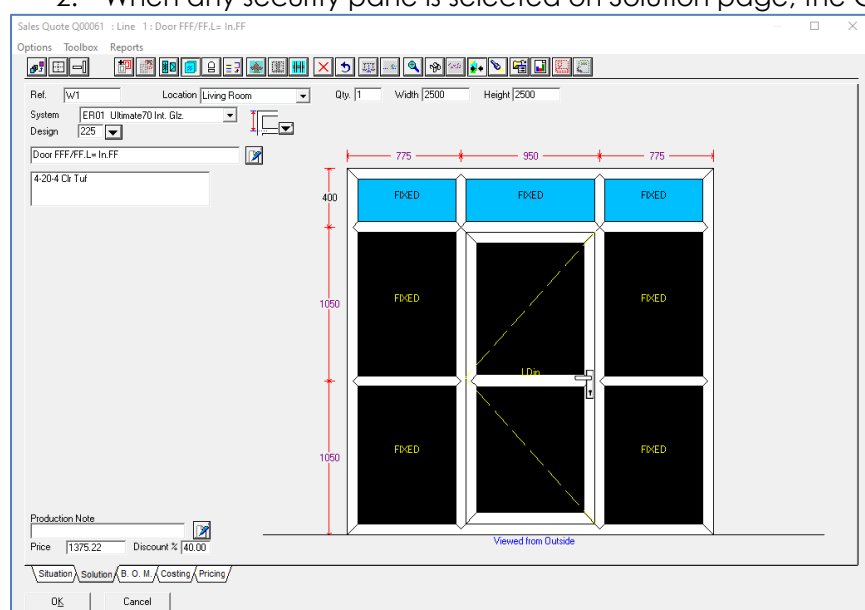 2. When any security pane is selected on Solution page, the
Sales Quote Q00061 : Line 1 : Door FFF/FF.L= In.FF
Options Toolbox Reports
Ref. W1 Location Living Room Qty. 1 Width 2500 Height 2500
System ER01 Ultimate70 Int. Glz.
Design 225
Door FFF/FF.L= In.FF
4-20-4 Clr Tuf
775 950 775
400 FIXED FIXED FIXED
1050 FIXED FIXED
LDin
1050 FIXED FIXED
Production Note
Price 1375.22 Discount % 40.00
Viewed from Outside
Situation Solution B. O. M. Costing Pricing
OK Cancel